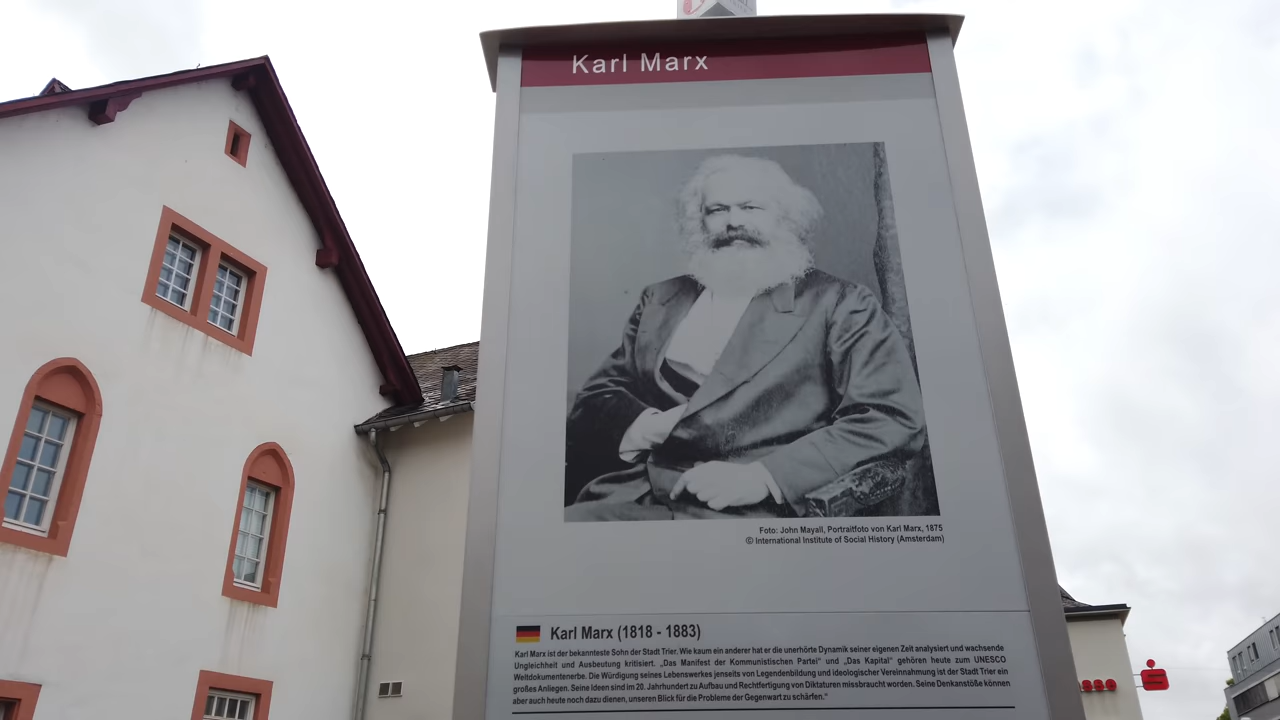 Karl Marx
Foto: John Mayall, Portraitfoto von Karl Marx, 1875
© International Institute of Social History (Amsterdam)
Karl Marx (1818 - 1883)
Karl Marx ist der bekannteste Sohn der Stadt Trier. Wie kaum ein anderer hat er die unerhörte Dynamik seiner eigenen Zeit analysiert und wachsende
Ungleichheit und Ausbeutung kritisiert. „Das Manifest der Kommunistischen Partei“ und „Das Kapital“ gehören heute zum UNESCO
Weltdokumentenerbe. Die Würdigung seines Lebenswerkes jenseits von Legendenbildung und ideologischer Vereinnahmung ist der Stadt Trier ein
großes Anliegen. Seine Ideen sind im 20. Jahrhundert zu Aufbau und Rechtfertigung von Diktaturen missbraucht worden. Seine Denkanstöße können
aber auch heute noch dazu dienen, unseren Blick für die Probleme der Gegenwart zu schärfen.“